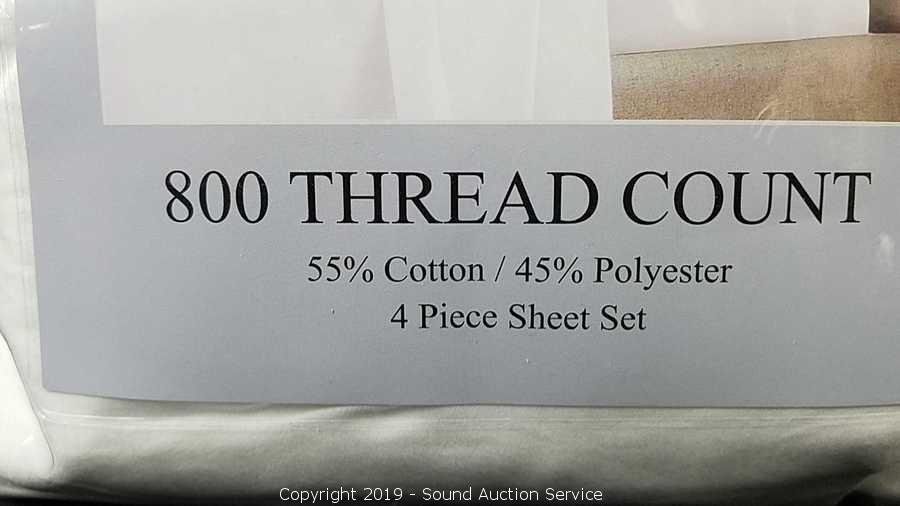 800 THREAD COUNT
55% Cotton / 45% Polyester
4 Piece Sheet Set
Copyright 2019 - Sound Auction Service